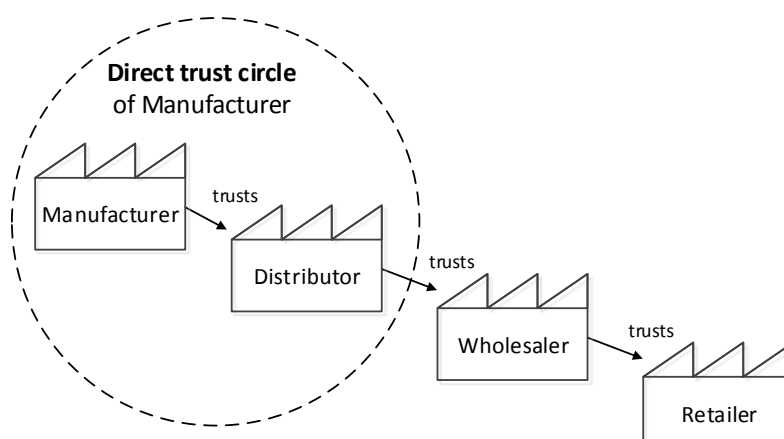 Direct trust circle
of Manufacturer
trusts
Manufacturer
trusts
Distributor
trusts
Wholesaler
Retailer